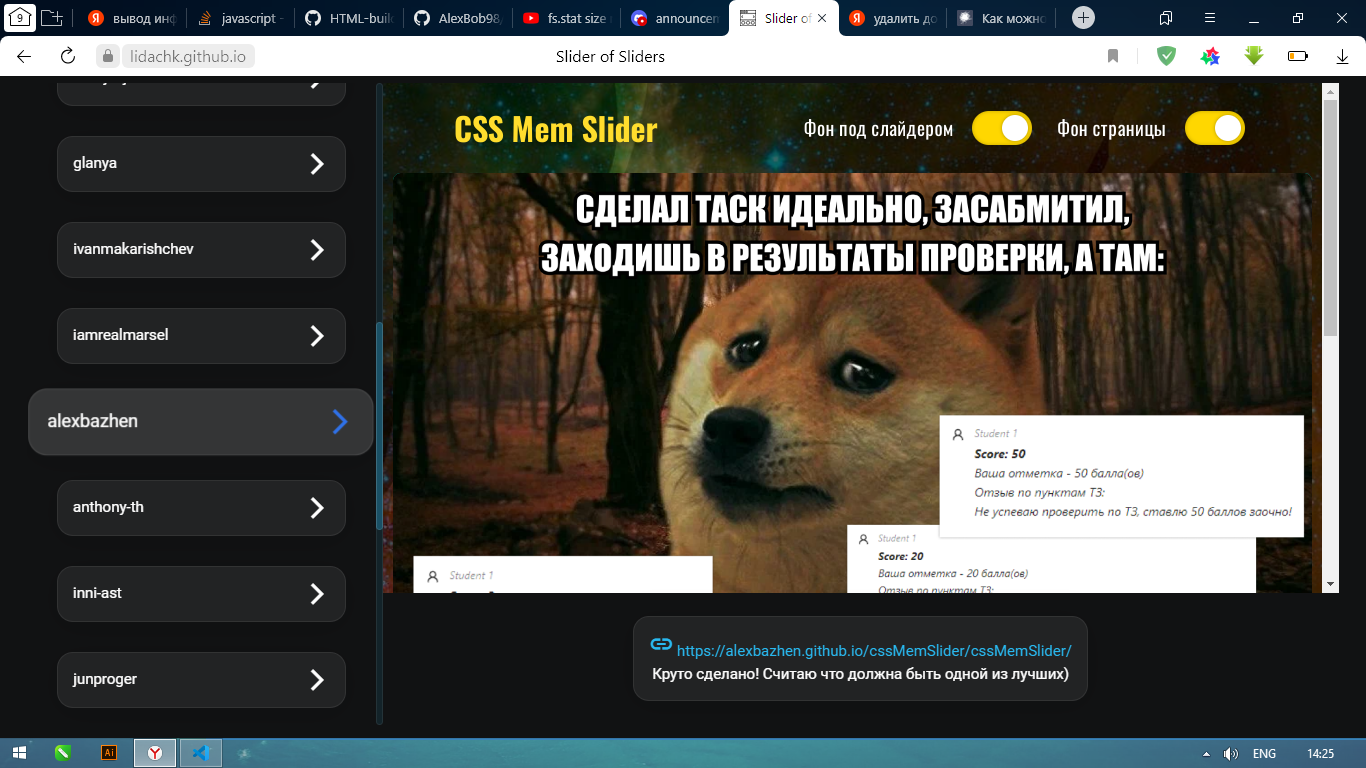 9
вывод инф
javascript -
HTML-buil
AlexBob98
fs.stat size
announcem
Slider of
удалить до
Как можно
lidachk.github.io
Slider of Sliders
glanya
ivanmakarishchev
iamrealmarsel
alexbazhen
anthony-th
inni-ast
junproger
CSS Mem Slider
Фон под слайдером
Фон страницы
СДЕЛАЛ ТАСК ИДЕАЛЬНО, ЗАСАБМИТИЛ,
ЗАХОДИШЬ В РЕЗУЛЬТАТЫ ПРОВЕРКИ, А ТАМ:
Student 1
Score: 50
Ваша отметка - 50 балла(ов)
Отзыв по пунктам ТЗ:
Не успеваю проверить по ТЗ, ставлю 50 баллов заочно!
Student 1
Score: 20
Ваша отметка - 20 балла(ов)
Отзыв по пунктам ТЗ:
Student 1
https://alexbazhen.github.io/cssMemSlider/cssMemSlider/
Круто сделано! Считаю что должна быть одной из лучших)
Ai
ENG
14:25